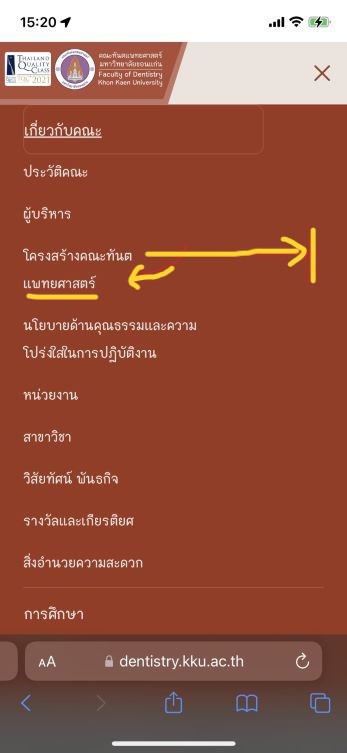 15:20
THAILAND
QUALITY
CLASS
TQC 2021
คณะทันตแพทยศาสตร์
มหาวิทยาลัยขอนแก่น
Faculty of Dentistry
Khon Kaen University
เกี่ยวกับคณะ
ประวัติคณะ
ผู้บริหาร
โครงสร้างคณะทันต
แพทยศาสตร์
นโยบายด้านคุณธรรมและความ
โปร่งใสในการปฏิบัติงาน
หน่วยงาน
สาขาวิชา
วิสัยทัศน์ พันธกิจ
รางวัลและเกียรติยศ
สิ่งอำนวยความสะดวก
การศึกษา
AA dentistry.kku.ac.th